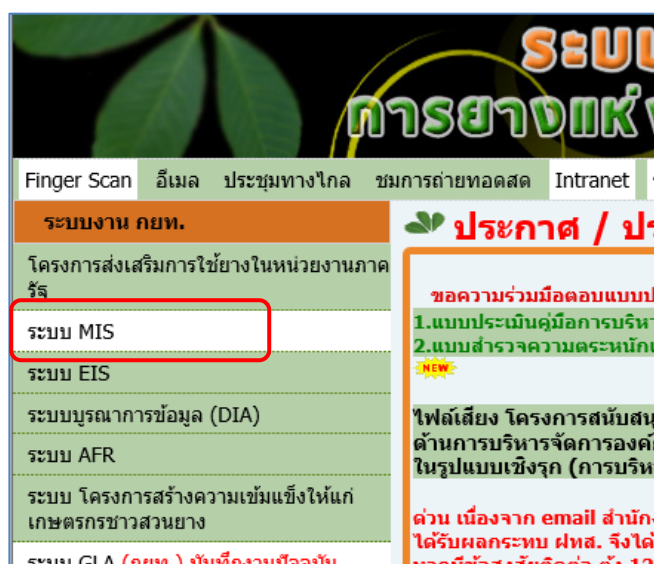 ระบบ
การยางแห่ง
Finger Scan อีเมล ประชุมทางไกล ชมการถ่ายทอดสด Intranet
ระบบงาน กยท.
โครงการส่งเสริมการใช้ยางในหน่วยงานภาค
รัฐ
ระบบ MIS
ระบบ EIS
ระบบบูรณาการข้อมูล (DIA)
ระบบ AFR
ระบบ โครงการสร้างความเข้มแข็งให้แก่
เกษตรกรชาวสวนยาง
ระบบ GLA (กยท.) บันทึกงานปัจจุบัน
ประกาศ /
ขอความร่วมมือตอบแบบ
1.แบบประเมินคู่มือการบริหา
2.แบบสำรวจความตระหนัก
NEW
ไฟล์เสียง โครงการสนับสนุ
ด้านการบริหารจัดการองค์
ในรูปแบบเชิงรุก (การบริห
ด่วน เนื่องจาก email สำนัก
ได้รับผลกระทบ ฝทส. จึงได้